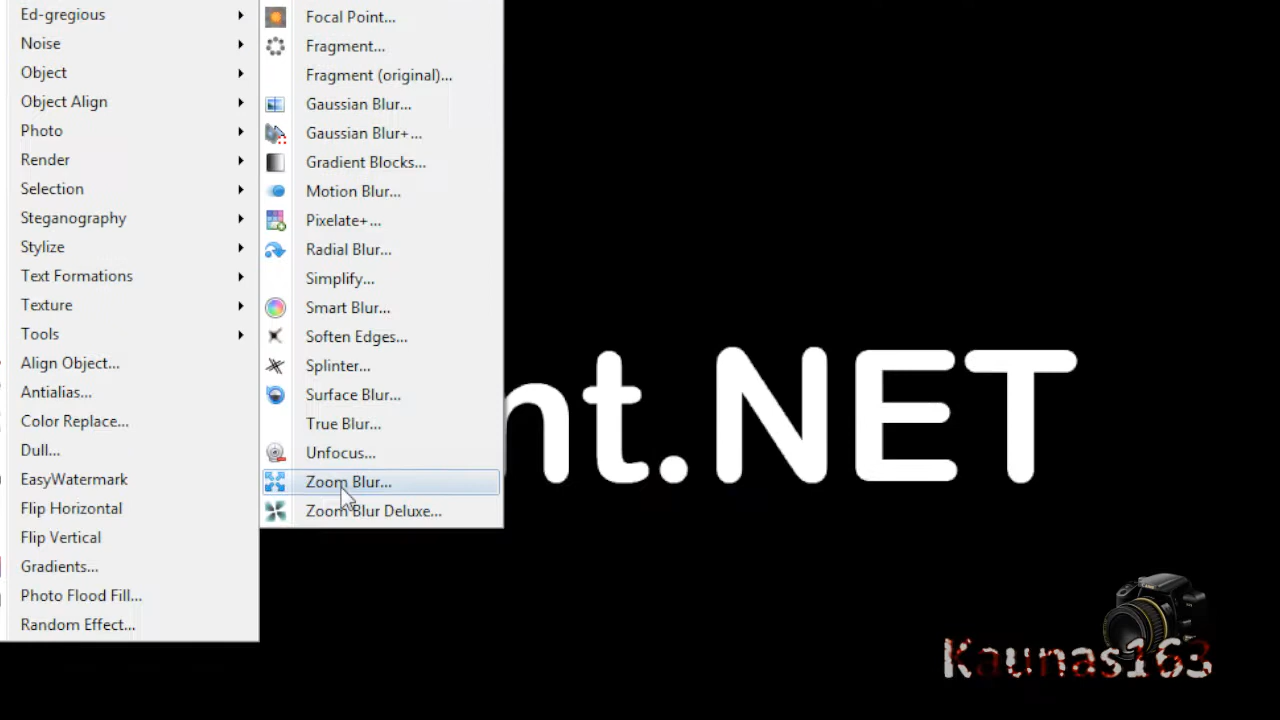 Ed-gregious
Noise
Object
Object Align
Photo
Render
Selection
Steganography
Stylize
Text Formations
Texture
Tools
Align Object...
Antialias...
Color Replace...
Dull...
EasyWatermark
Flip Horizontal
Flip Vertical
Gradients...
Photo Flood Fill...
Random Effect...
Focal Point...
Fragment...
Fragment (original)...
Gaussian Blur...
Gaussian Blur+...
Gradient Blocks...
Motion Blur...
Pixelate+...
Radial Blur...
Simplify...
Smart Blur...
Soften Edges...
Splinter...
Surface Blur...
True Blur...
Unfocus...
Zoom Blur...
Zoom Blur Deluxe...
nt.NET
Kaunas163